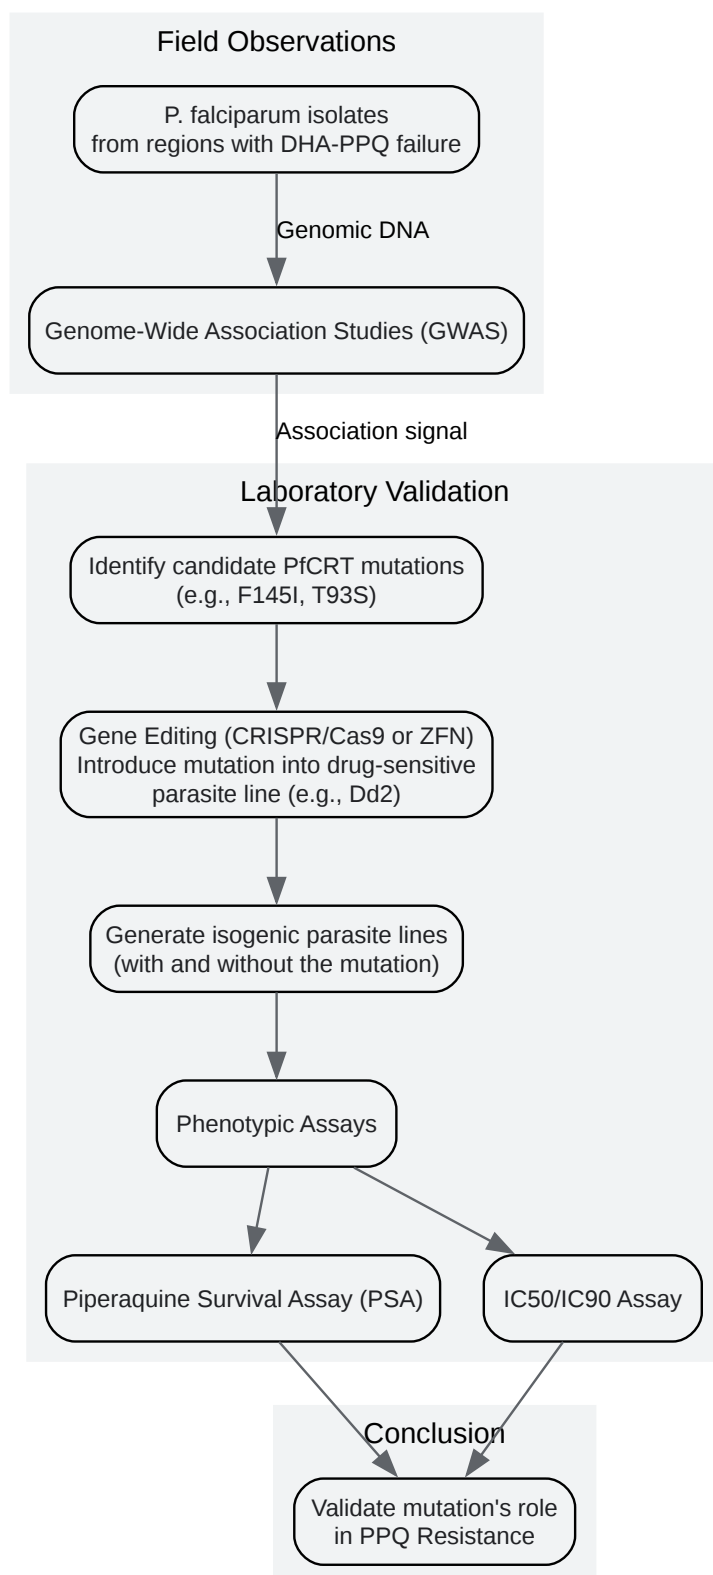 Field Observations
P. falciparum isolates
from regions with DHA-PPQ failure
Genomic DNA
Genome-Wide Association Studies (GWAS)
Association signal
Laboratory Validation
Identify candidate PfCRT mutations
(e.g., F145I, T93S)
Gene Editing (CRISPR/Cas9 or ZFN)
Introduce mutation into drug-sensitive
parasite line (e.g., Dd2)
Generate isogenic parasite lines
(with and without the mutation)
Phenotypic Assays
Piperaquine Survival Assay (PSA)
IC50/IC90 Assay
Conclusion
Validate mutation's role
in PPQ Resistance